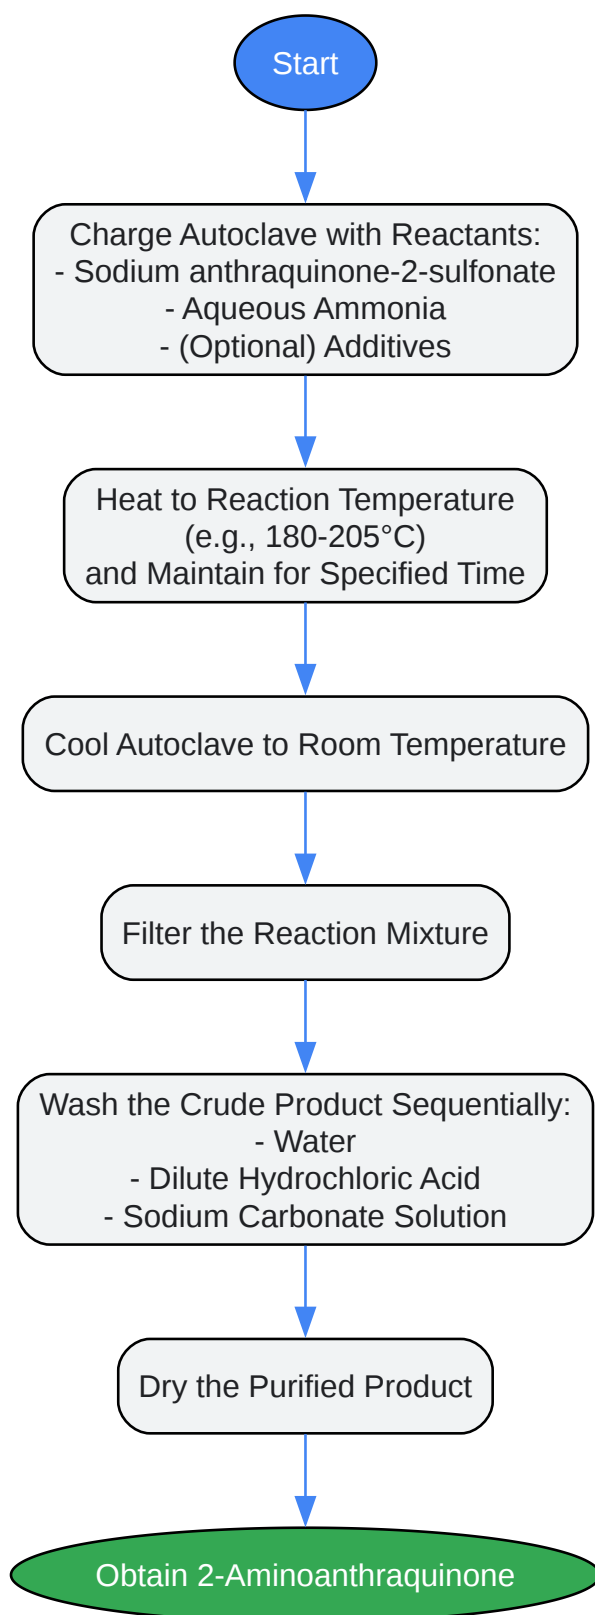 Start
Charge Autoclave with Reactants:
- Sodium anthraquinone-2-sulfonate
- Aqueous Ammonia
- (Optional) Additives
Heat to Reaction Temperature
(e.g., 180-205°C)
and Maintain for Specified Time
Cool Autoclave to Room Temperature
Filter the Reaction Mixture
Wash the Crude Product Sequentially:
- Water
- Dilute Hydrochloric Acid
- Sodium Carbonate Solution
Dry the Purified Product
Obtain 2-Aminoanthraquinone